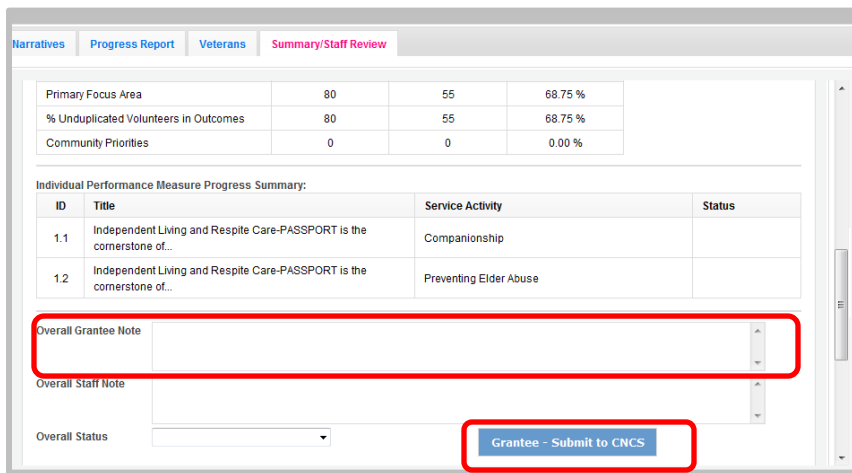 Narratives Progress Report Veterans Summary/Staff Review
Primary Focus Area 80 55 68.75 %
% Unduplicated Volunteers in Outcomes 80 55 68.75 %
Community Priorities 0 0 0.00 %
Individual Performance Measure Progress Summary:
ID Title Service Activity Status
1.1 Independent Living and Respite Care-PASSPORT is the
cornerstone of... Companionship
1.2 Independent Living and Respite Care-PASSPORT is the
cornerstone of... Preventing Elder Abuse
Overall Grantee Note
Overall Staff Note
Overall Status Grantee - Submit to CNCS